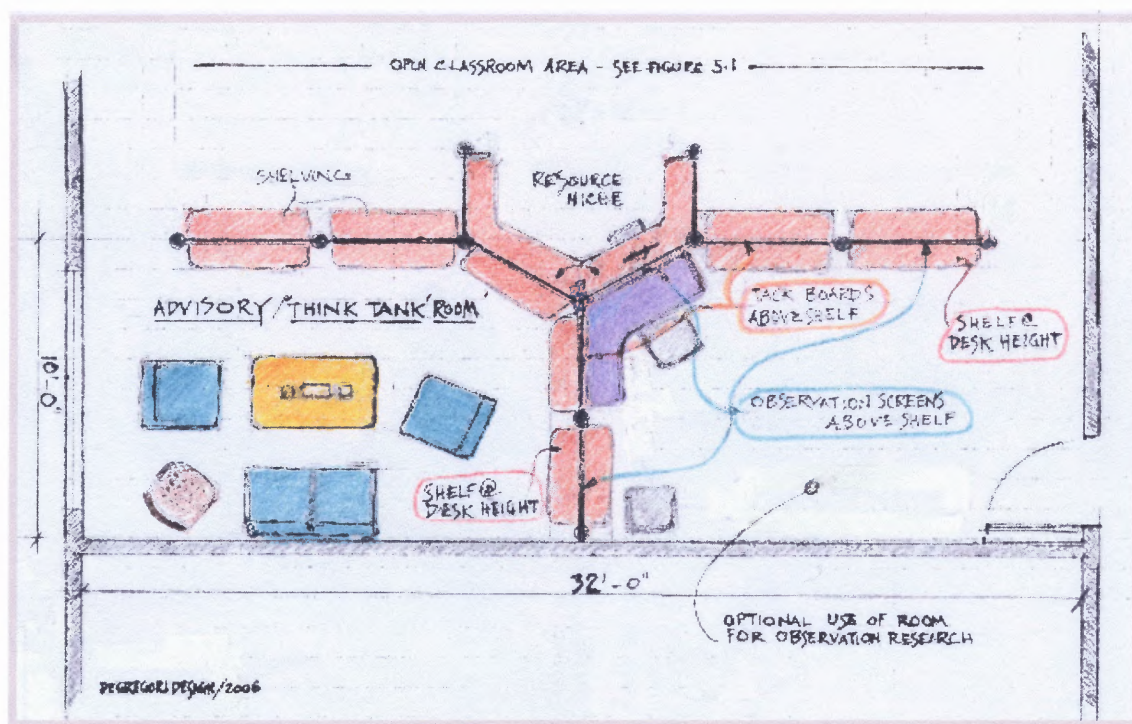 OPEN CLASSROOM AREA - SEE FIGURE 5.1
SHELVING
RESOURCE
NICHE
ADVISORY/"THINK TANK' ROOM'
TACK BOARDS
ABOVE SHELF
SHELF @
DESK HEIGHT
10'-0"
OBSERVATION SCREENS
ABOVE SHELF
SHELF @
DESK HEIGHT
32'-0"
OPTIONAL USE OF ROOM
FOR OBSERVATION RESEARCH
DEGREGORI DESIGN/2006